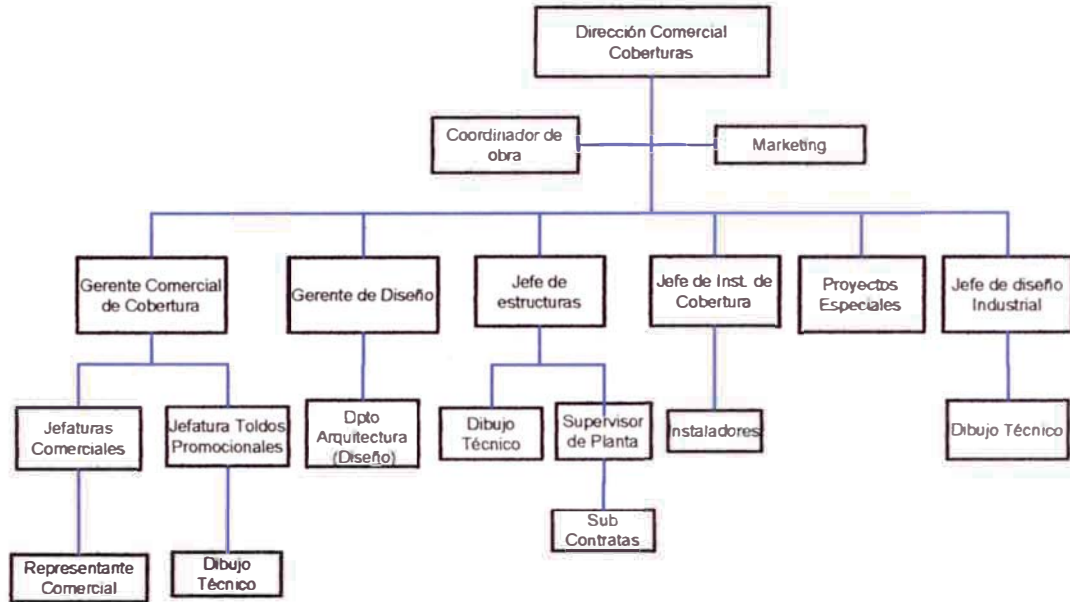 Dirección Comercial
Coberturas
Coordinador de
obra
Marketing
Gerente Comercial
de Cobertura
Gerente de Diseño
Jefe de
estructuras
Jefe de Inst. de
Cobertura
Proyectos
Especiales
Jefe de diseño
Industrial
Jefaturas
Comerciales
Jefatura Toldos
Promocionales
Dpto
Arquitectura
(Diseño)
Dibujo
Técnico
Supervisor
de Planta
Instaladores
Dibujo Técnico
Sub
Contratas
Representante
Comercial
Dibujo
Técnico